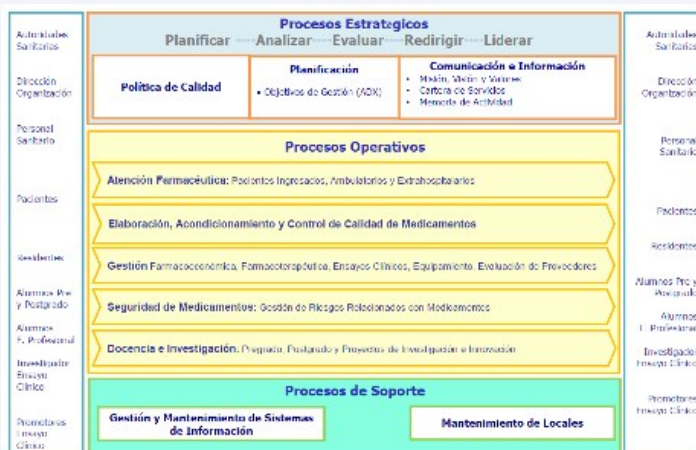 Autoridades
Sanitarias
Dirección
Organización
Personal
Sanitario
Pacientes
Residentes
Alumnos Pre
y Postgrado
Alumnos
F. Profesional
Investigador
Ensayo
Clínico
Promotores
Ensayo
Clínico
Procesos Estratégicos
Planificar ---- Analizar ---- Evaluar ---- Redirigir ---- Liderar
Política de Calidad
Planificación
• Objetivos de Gestión (ADX)
Comunicación e Información
• Misión, Visión y Valores
• Cartera de Servicios
• Memoria de Actividad
Procesos Operativos
Atención Farmacéutica: Pacientes Ingresados, Ambulatorios y Extrahospitalarios
Elaboración, Acondicionamiento y Control de Calidad de Medicamentos
Gestión Farmacoeconómica, Farmacoterapéutica, Ensayos Clínicos, Equipamiento, Evaluación de Proveedores
Seguridad de Medicamentos: Gestión de Riesgos Relacionados con Medicamentos
Docencia e Investigación: Pregrado, Postgrado y Proyectos de Investigación e Innovación
Procesos de Soporte
Gestión y Mantenimiento de Sistemas
de Información
Mantenimiento de Locales
Autoridades
Sanitarias
Dirección
Organización
Personal
Sanitario
Pacientes
Residentes
Alumnos Pre y
Postgrado
Alumnos
F. Profesional
Investigador
Ensayo Clínico
Promotores
Ensayo Clínico